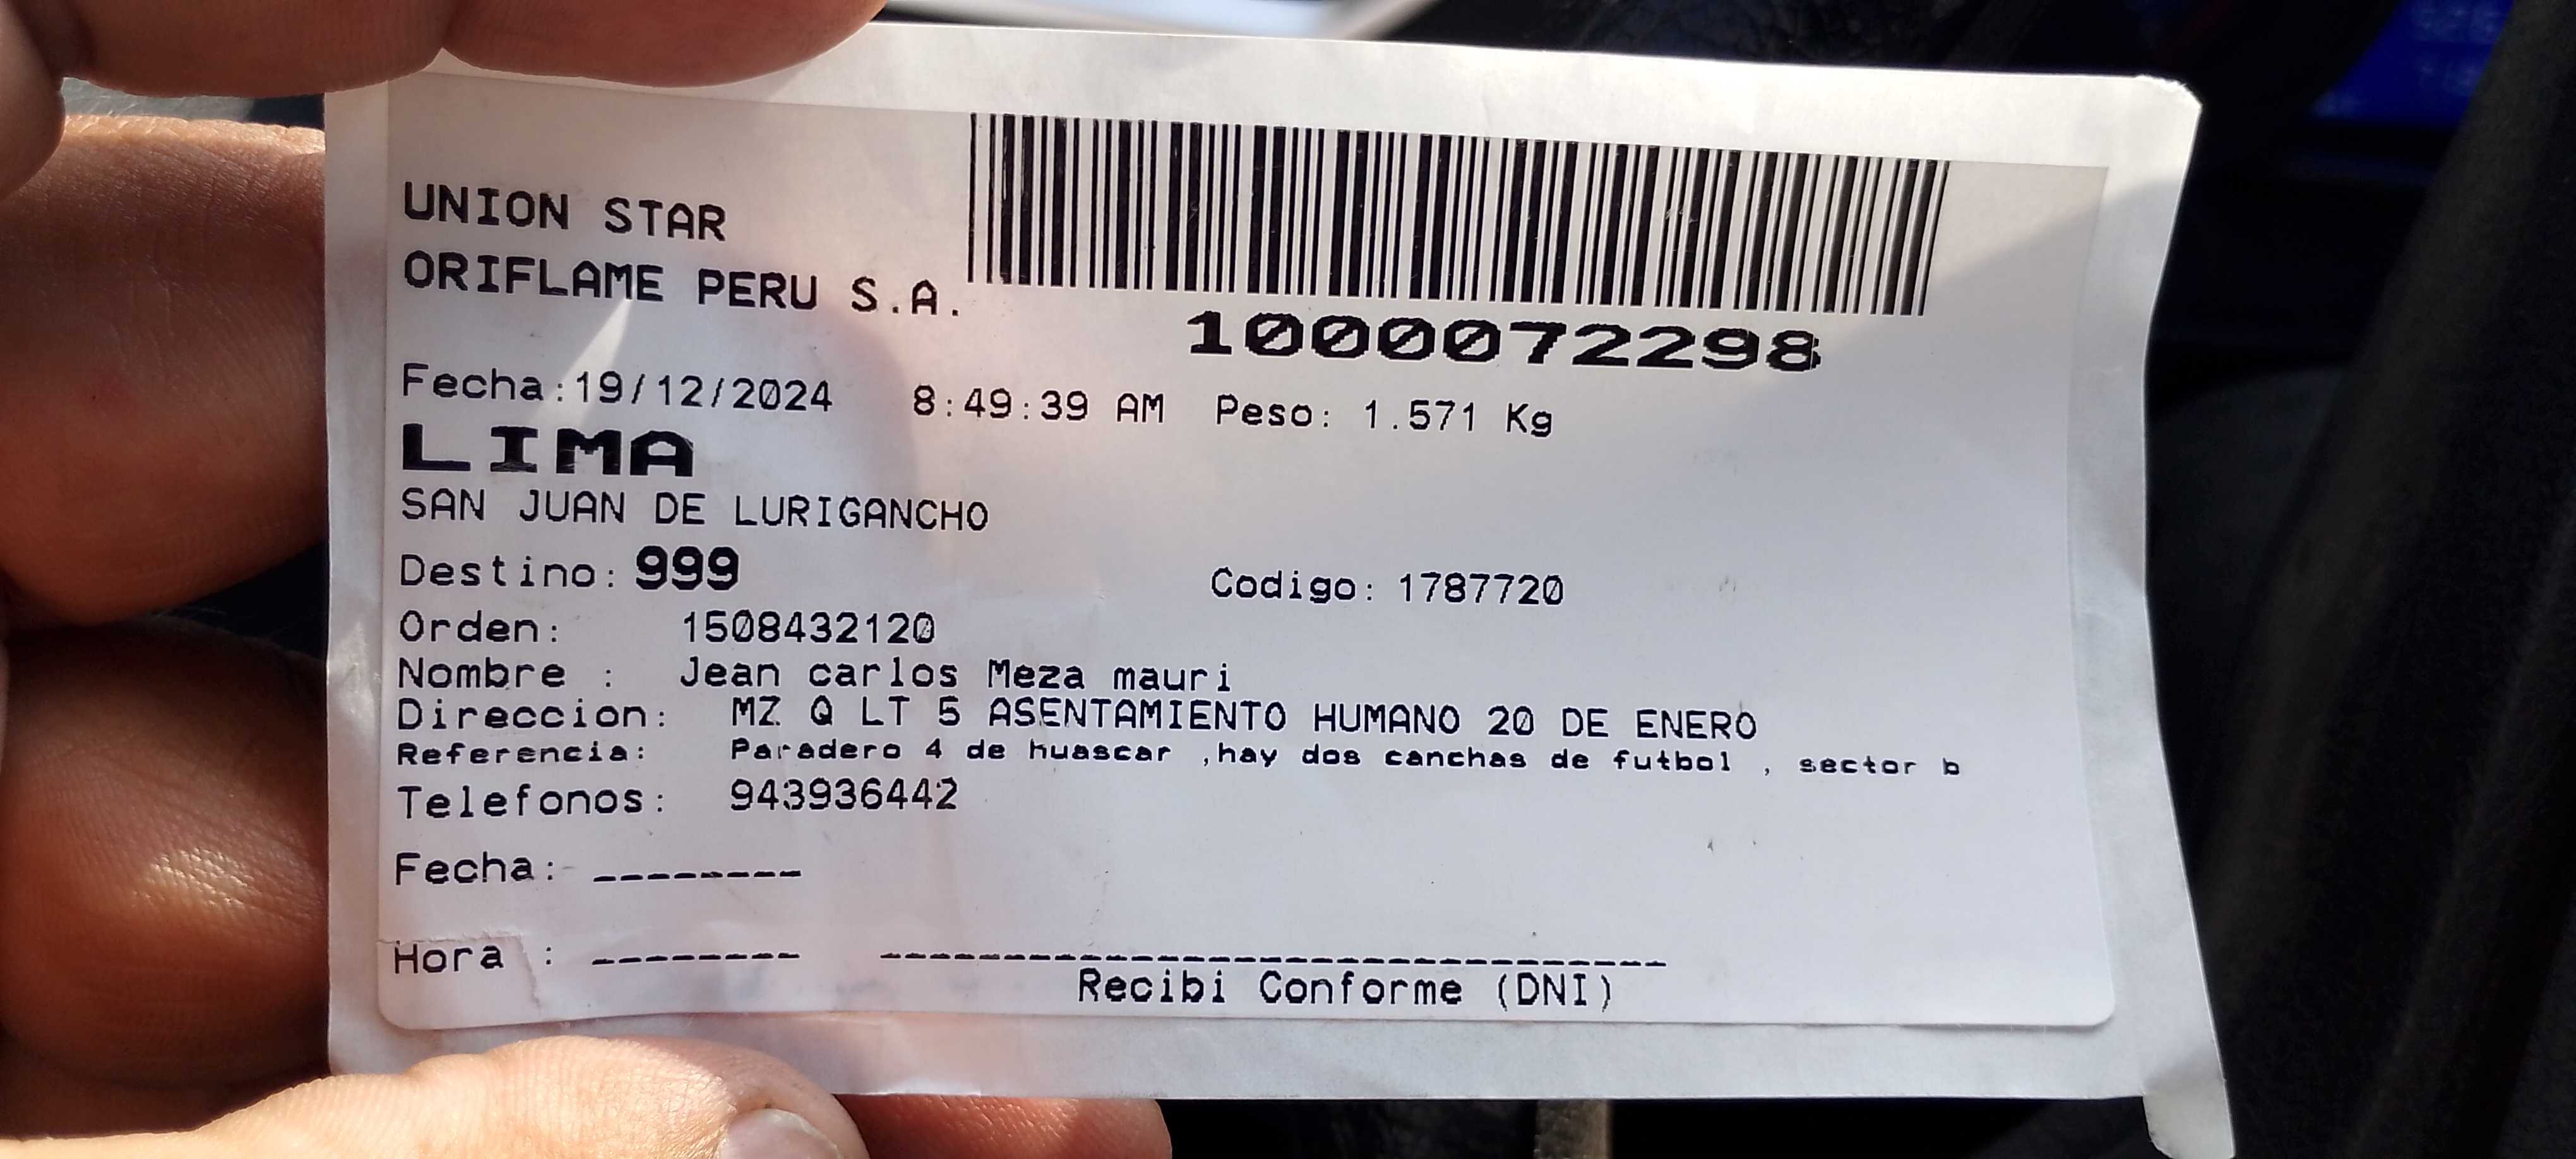 UNION STAR
ORIFLAME PERU S.A.
1000072298
Fecha:19/12/2024 8:49:39 AM Peso: 1.571 Kg
LIMA
SAN JUAN DE LURIGANCHO
Destino: 999 Codigo: 1787720
Orden: 1508432120
Nombre : Jean carlos Meza mauri
Direccion: MZ Q LT 5 ASENTAMIENTO HUMANO 20 DE ENERO
Referencia: Paradero 4 de huascar ,hay dos canchas de futbol , sector b
Telefonos: 943936442
Fecha: --------
Hora : --------
Recibi Conforme (DNI)